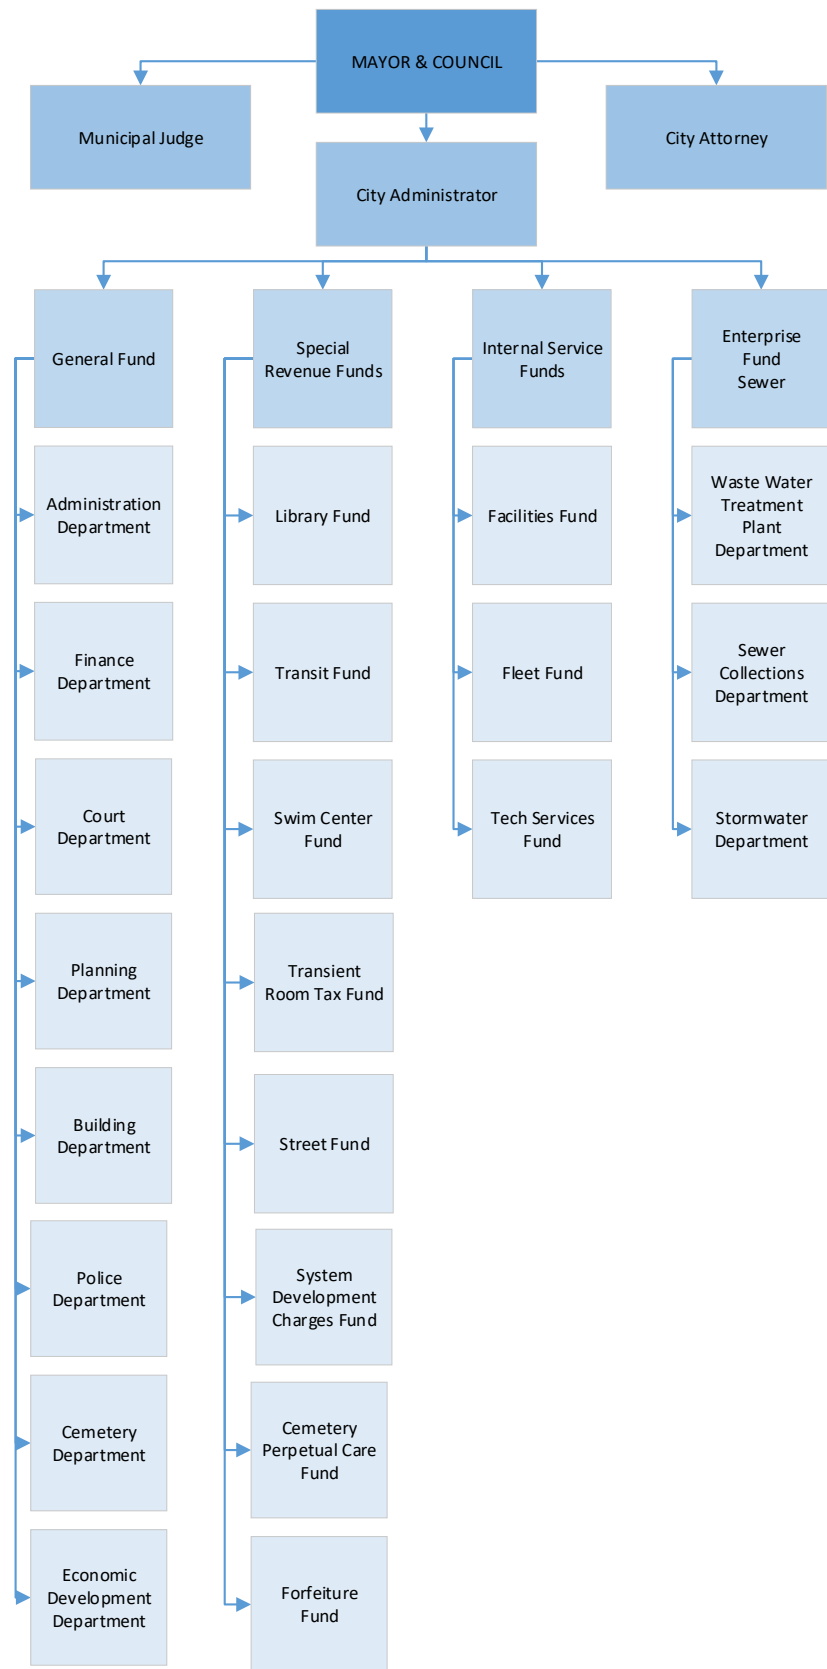 MAYOR & COUNCIL
Municipal Judge
City Attorney
City Administrator
General Fund
Special
Revenue Funds
Internal Service
Funds
Enterprise
Fund
Sewer
Administration
Department
Library Fund
Facilities Fund
Waste Water
Treatment
Plant
Department
Finance
Department
Transit Fund
Fleet Fund
Sewer
Collections
Department
Court
Department
Swim Center
Fund
Tech Services
Fund
Stormwater
Department
Planning
Department
Transient
Room Tax Fund
Building
Department
Street Fund
Police
Department
System
Development
Charges Fund
Cemetery
Department
Cemetery
Perpetual Care
Fund
Economic
Development
Department
Forfeiture
Fund